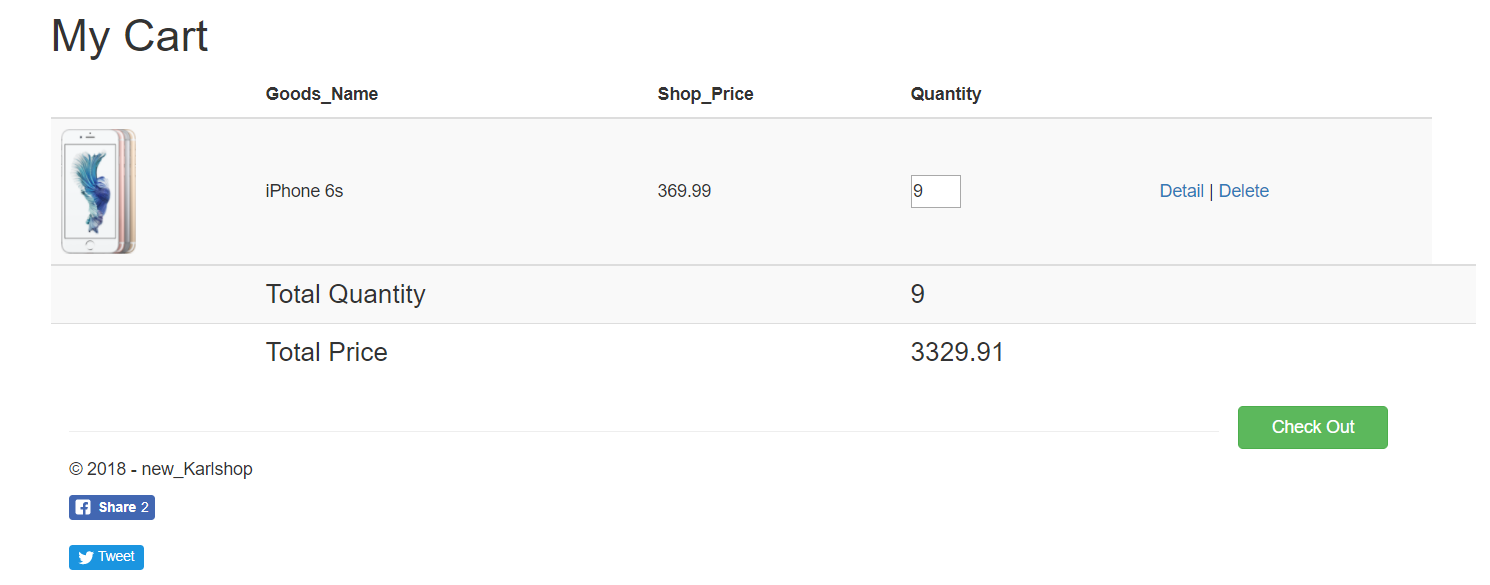 My Cart
Goods_Name Shop_Price Quantity
iPhone 6s 369.99 9 Detail | Delete
Total Quantity 9
Total Price 3329.91
Check Out
© 2018 - new_Karlshop
Share 2
Tweet